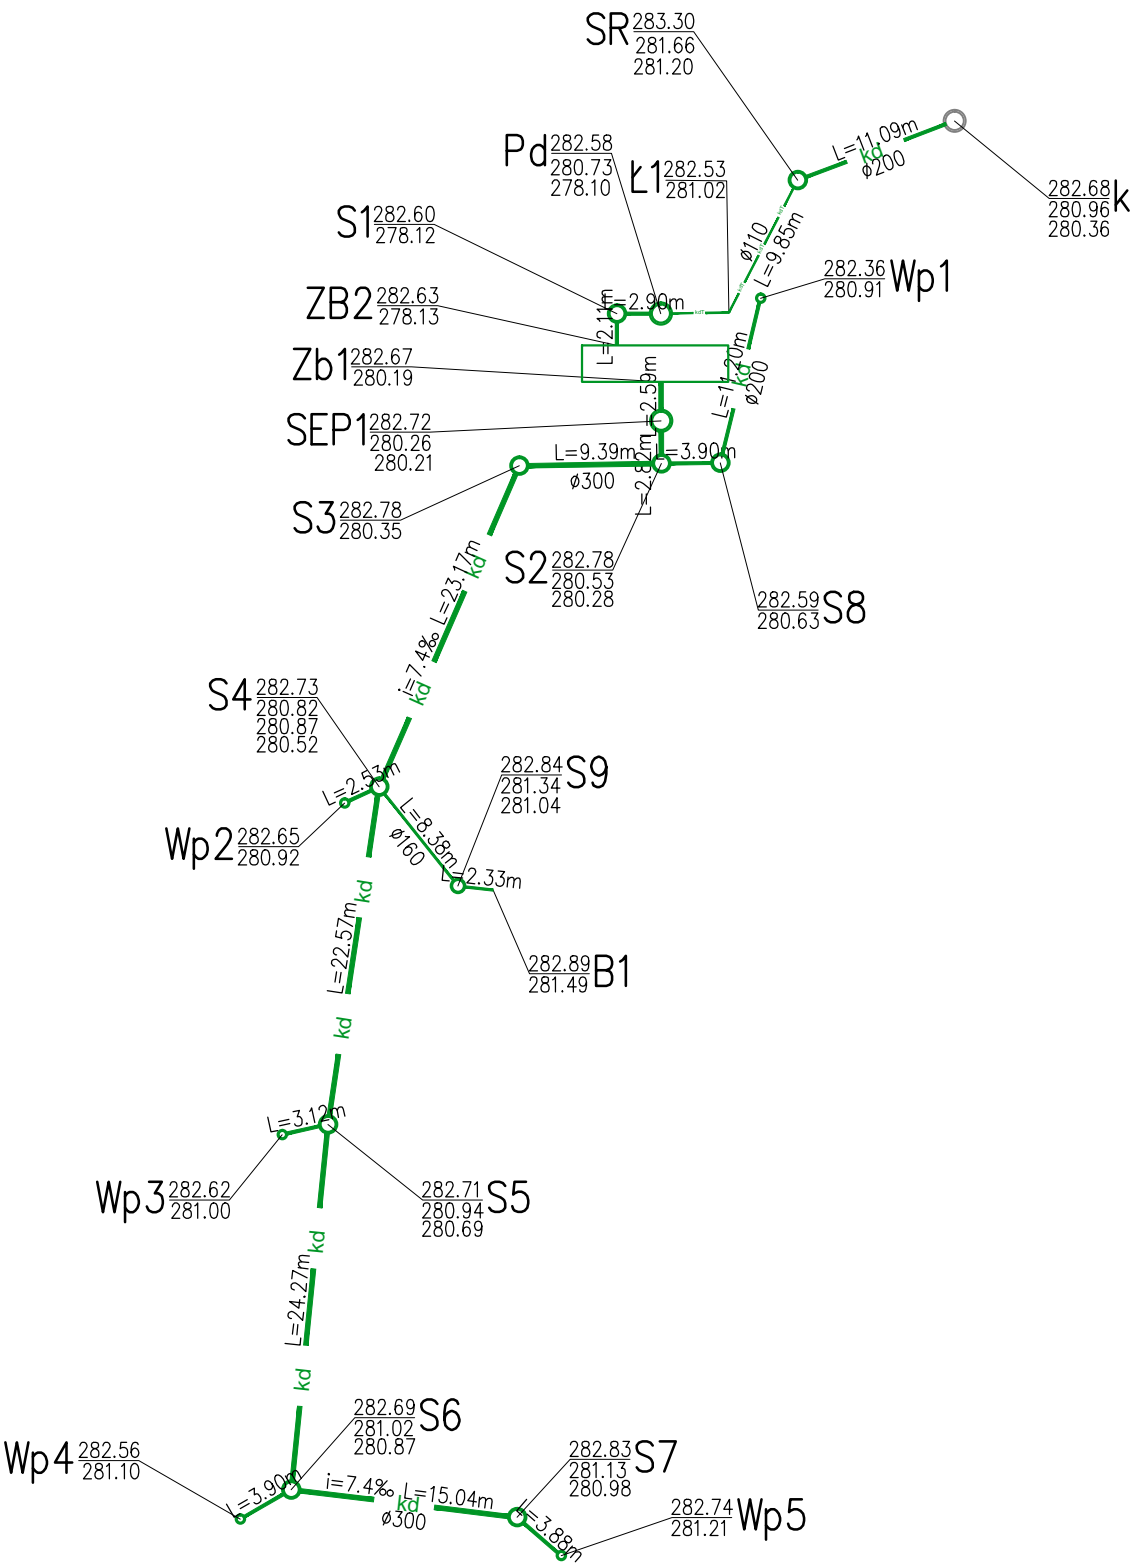 SR 283.30
281.66
281.20
L=11.09m
kd
ø200
282.68 k
280.96
280.36
Pd 282.58
280.73
278.10
Ł1 282.53
281.02
kdT
kdT
kdT
kdT
ø110
L=9.85m
S1 282.60
278.12
282.36 Wp1
280.91
ZB2 282.63
278.13
L=2.90m
L=2.11m
Zb1 282.67
280.19
L=2.59m
L=11.20m
kd
ø200
SEP1 282.72
280.26
280.21
L=9.39m
ø300
L=3.90m
L=2.82m
S3 282.78
280.35
S2 282.78
280.53
280.28
282.59 S8
280.63
L=23.17m
kd
i=7.4‰
kd
S4 282.73
280.82
280.87
280.52
L=2.53m
282.84 S9
281.34
281.04
L=8.38m
ø160
Wp2 282.65
280.92
L=2.33m
kd
L=22.57m
282.89 B1
281.49
kd
L=3.12m
Wp3 282.62
281.00
282.71 S5
280.94
280.69
kd
L=24.27m
kd
282.69 S6
281.02
280.87
Wp4 282.56
281.10
282.83 S7
281.13
280.98
L=3.90m
i=7.4‰
L=15.04m
kd
ø300
L=3.88m
282.74 Wp5
281.21